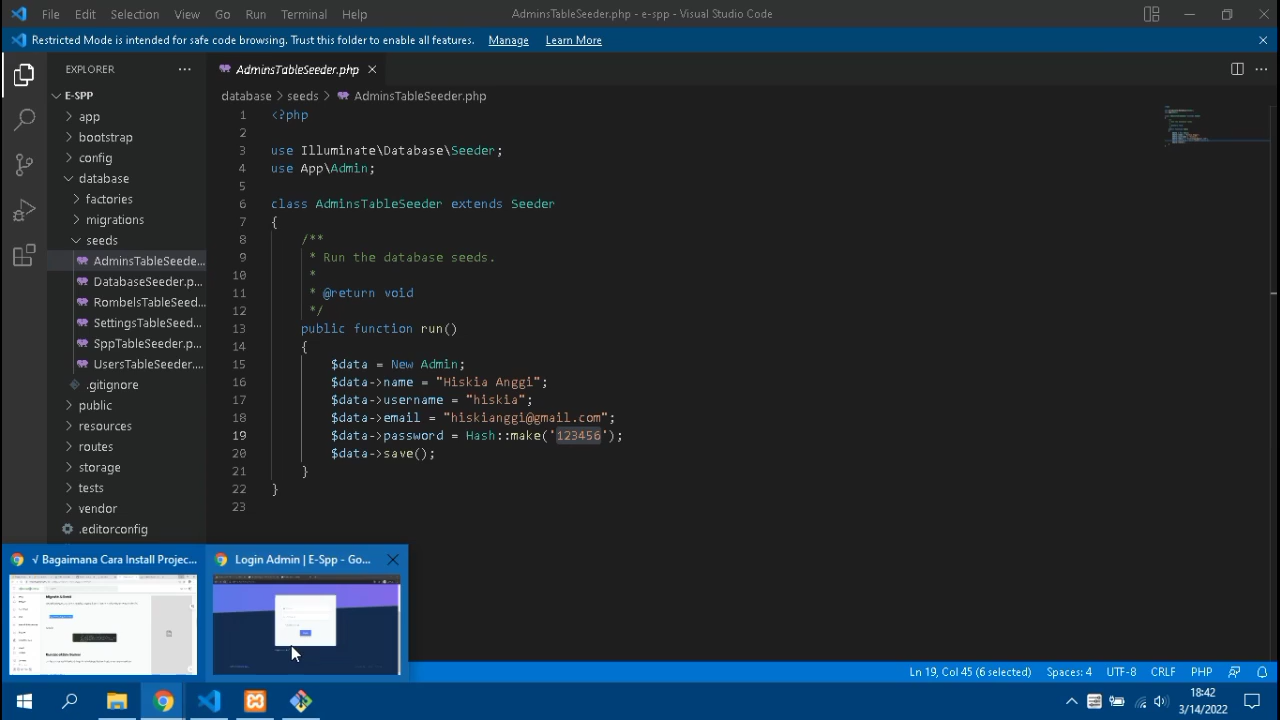 File Edit Selection View Go Run Terminal Help AdminsTableSeeder.php - e-spp - Visual Studio Code
Restricted Mode is intended for safe code browsing. Trust this folder to enable all features. Manage Learn More
EXPLORER
E-SPP
app
bootstrap
config
database
factories
migrations
seeds
AdminsTableSeede...
DatabaseSeeder.p...
RombelsTableSeed...
SettingsTableSeed...
SppTableSeeder.p...
UsersTableSeeder....
.gitignore
public
resources
routes
storage
tests
vendor
.editorconfig
AdminsTableSeeder.php
database > seeds > AdminsTableSeeder.php
1 <?php
2
3 use Illuminate\Database\Seeder;
4 use App\Admin;
5
6 class AdminsTableSeeder extends Seeder
7 {
8 /**
9 * Run the database seeds.
10 *
11 * @return void
12 */
13 public function run()
14 {
15 $data = New Admin;
16 $data->name = "Hiskia Anggi";
17 $data->username = "hiskia";
18 $data->email = "hiskianggi@gmail.com";
19 $data->password = Hash::make('123456');
20 $data->save();
21 }
22 }
23
√ Bagaimana Cara Install Projec...
Login Admin | E-Spp - Go...
Ln 19, Col 45 (6 selected) Spaces: 4 UTF-8 CRLF PHP
18:42
3/14/2022